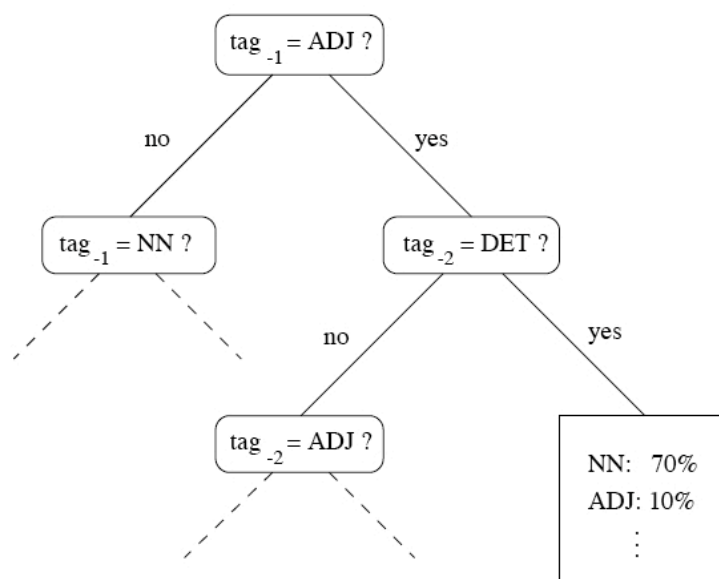 tag -1 = ADJ ?
no
yes
tag -1 = NN ?
tag -2 = DET ?
no
yes
tag -2 = ADJ ?
NN: 70%
ADJ: 10%
⋮